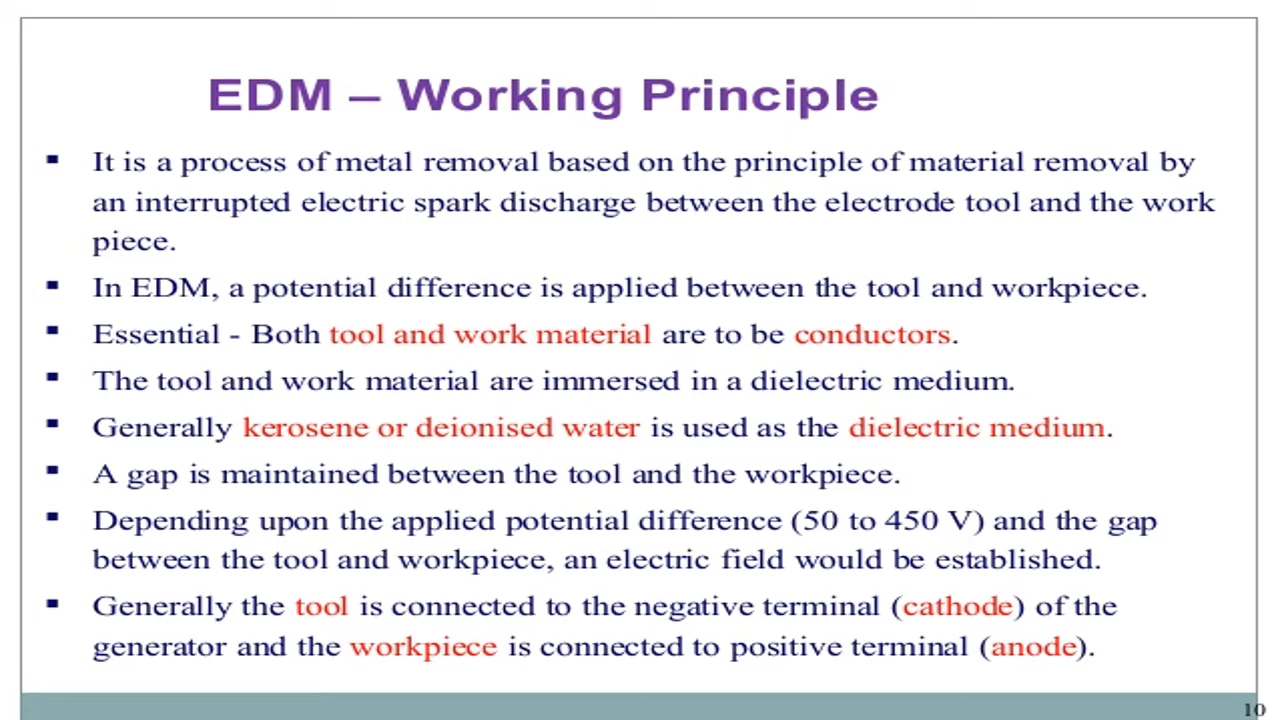 EDM – Working Principle
▪ It is a process of metal removal based on the principle of material removal by
an interrupted electric spark discharge between the electrode tool and the work
piece.
▪ In EDM, a potential difference is applied between the tool and workpiece.
▪ Essential - Both tool and work material are to be conductors.
▪ The tool and work material are immersed in a dielectric medium.
▪ Generally kerosene or deionised water is used as the dielectric medium.
▪ A gap is maintained between the tool and the workpiece.
▪ Depending upon the applied potential difference (50 to 450 V) and the gap
between the tool and workpiece, an electric field would be established.
▪ Generally the tool is connected to the negative terminal (cathode) of the
generator and the workpiece is connected to positive terminal (anode).
10